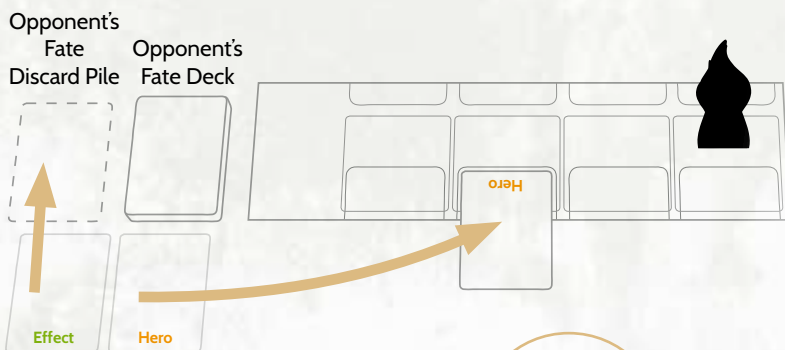 Opponent's
Fate
Discard Pile
Opponent's
Fate Deck
Hero
Effect
Hero